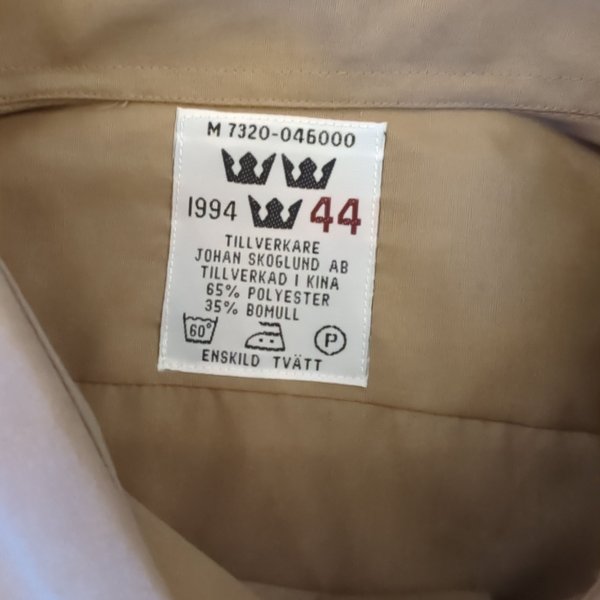 M 7320-046000
1994 44
TILLVERKARE
JOHAN SKOGLUND AB
TILLVERKAD I KINA
65% POLYESTER
35% BOMULL
60° P
ENSKILD TVÄTT